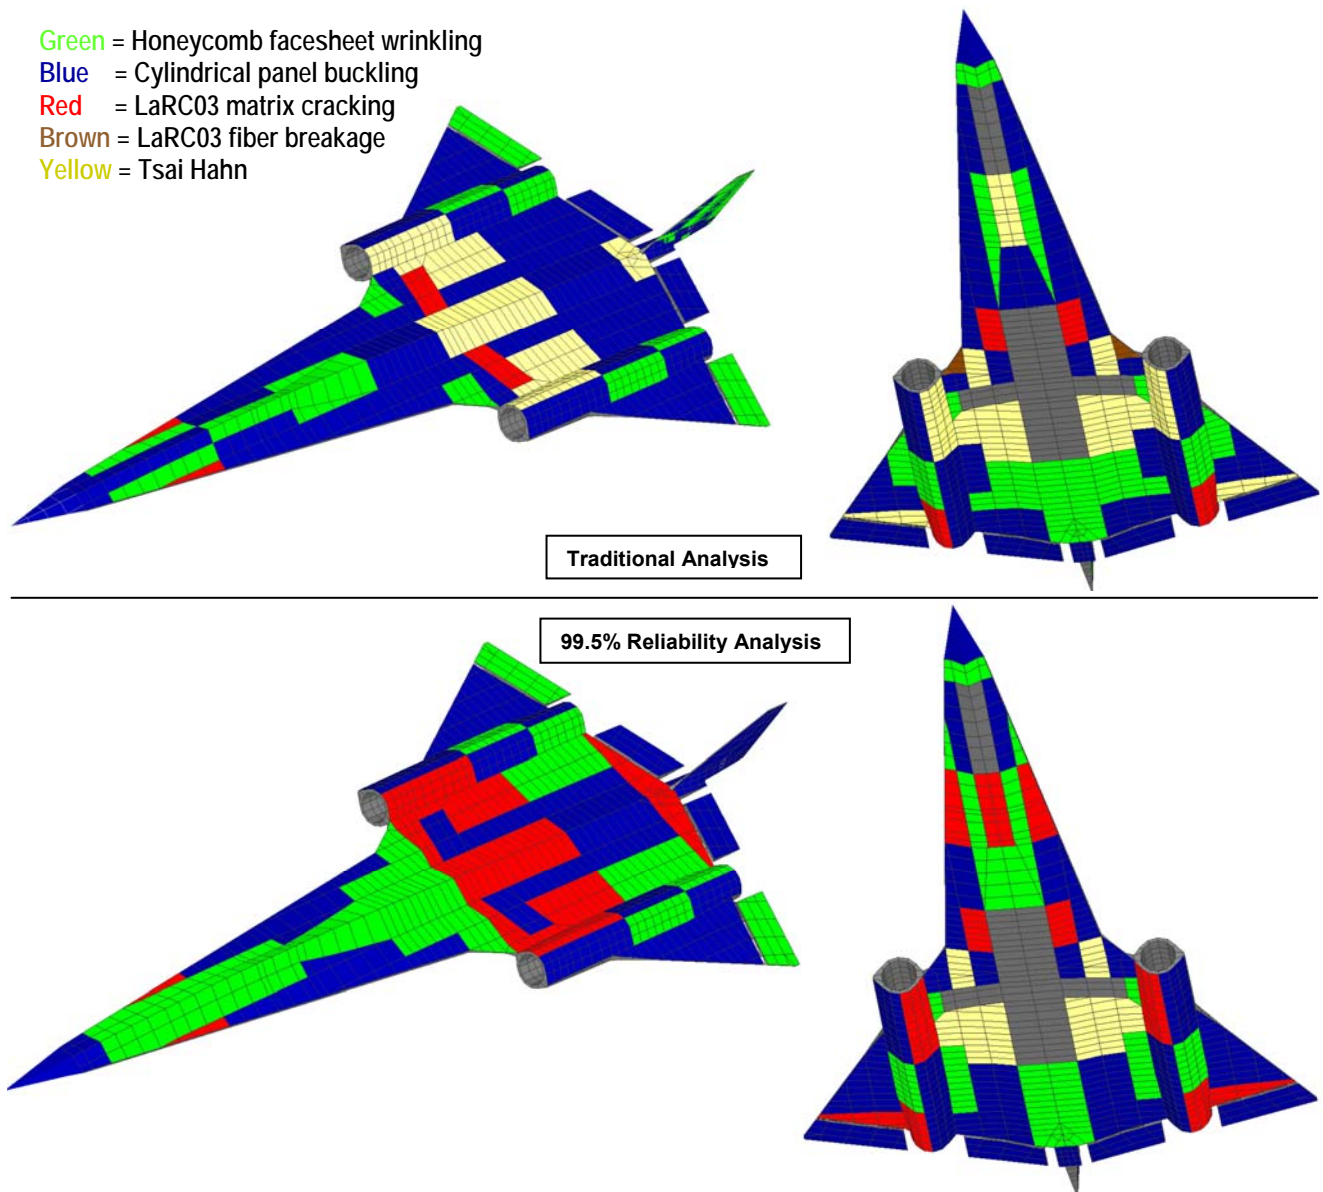 Green = Honeycomb facesheet wrinkling
Blue = Cylindrical panel buckling
Red = LaRC03 matrix cracking
Brown = LaRC03 fiber breakage
Yellow = Tsai Hahn
Traditional Analysis
99.5% Reliability Analysis